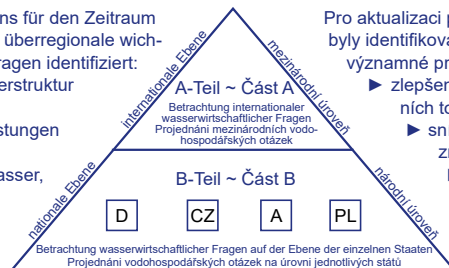 ns für den Zeitraum
überregionale wich-
ragen identifiziert:
erstruktur
stungen
asser,
internationale Ebene
mezinárodní úroveň
A-Teil ~ Část A
Betrachtung internationaler
wasserwirtschaftlicher Fragen
Projednání mezinárodních vodo-
hospodářských otázek
nationale Ebene
národní úroveň
B-Teil ~ Část B
D CZ A PL
Betrachtung wasserwirtschaftlicher Fragen auf der Ebene der einzelnen Staaten
Projednání vodohospodářských otázek na úrovni jednotlivých států
Pro aktualizaci p
byly identifikova
významné pr
► zlepšen
ních to
► sn